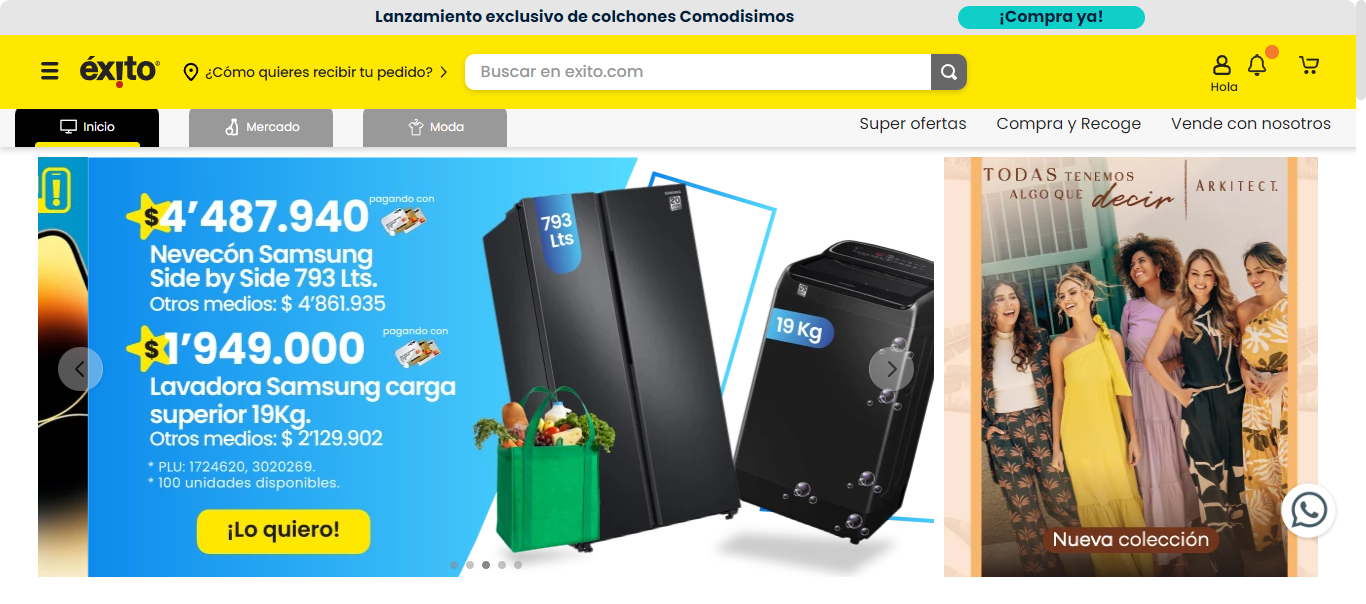 Lanzamiento exclusivo de colchones Comodisimos
¡Compra ya!
éxito
¿Cómo quieres recibir tu pedido?
Buscar en exito.com
Hola
Inicio
Mercado
Moda
Super ofertas
Compra y Recoge
Vende con nosotros
$4’487.940
pagando con
Nevecón Samsung
Side by Side 793 Lts.
Otros medios: $ 4’861.935
$1’949.000
pagando con
Lavadora Samsung carga
superior 19Kg.
Otros medios: $ 2’129.902
* PLU: 1724620, 3020269.
* 100 unidades disponibles.
¡Lo quiero!
793
Lts
SAMSUNG
20
19 Kg
TODAS TENEMOS
ALGO QUE decir
ARKITECT.
Nueva colección